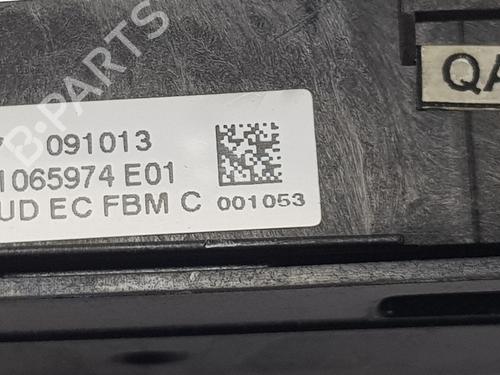 091013
1065974 E01
UD EC FBM C 001053
QA
B-PARTS